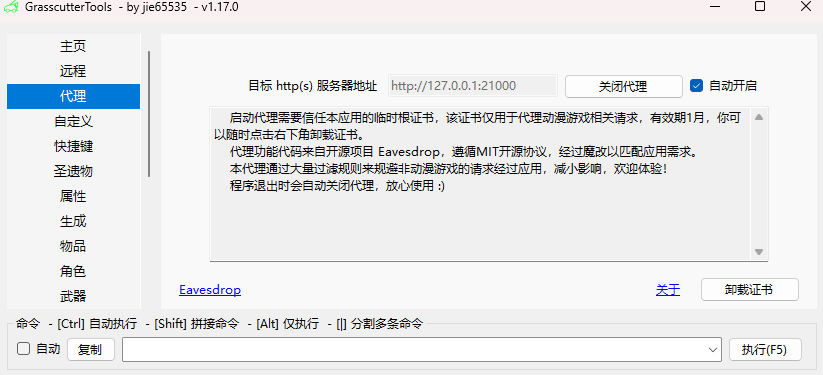 GrasscutterTools - by jie65535 - v1.17.0
主页
远程
代理
自定义
快捷键
圣遗物
属性
生成
物品
角色
武器
目标 http(s) 服务器地址 http://127.0.0.1:21000 关闭代理 自动开启
启动代理需要信任本应用的临时根证书，该证书仅用于代理动漫游戏相关请求，有效期1月，你可
以随时点击右下角卸载证书。
代理功能代码来自开源项目 Eavesdrop，遵循MIT开源协议，经过魔改以匹配应用需求。
本代理通过大量过滤规则来规避非动漫游戏的请求经过应用，减小影响，欢迎体验！
程序退出时会自动关闭代理，放心使用 :)
Eavesdrop 关于 卸载证书
命令 - [Ctrl] 自动执行 - [Shift] 拼接命令 - [Alt] 仅执行 - [|] 分割多条命令
自动 复制 执行(F5)